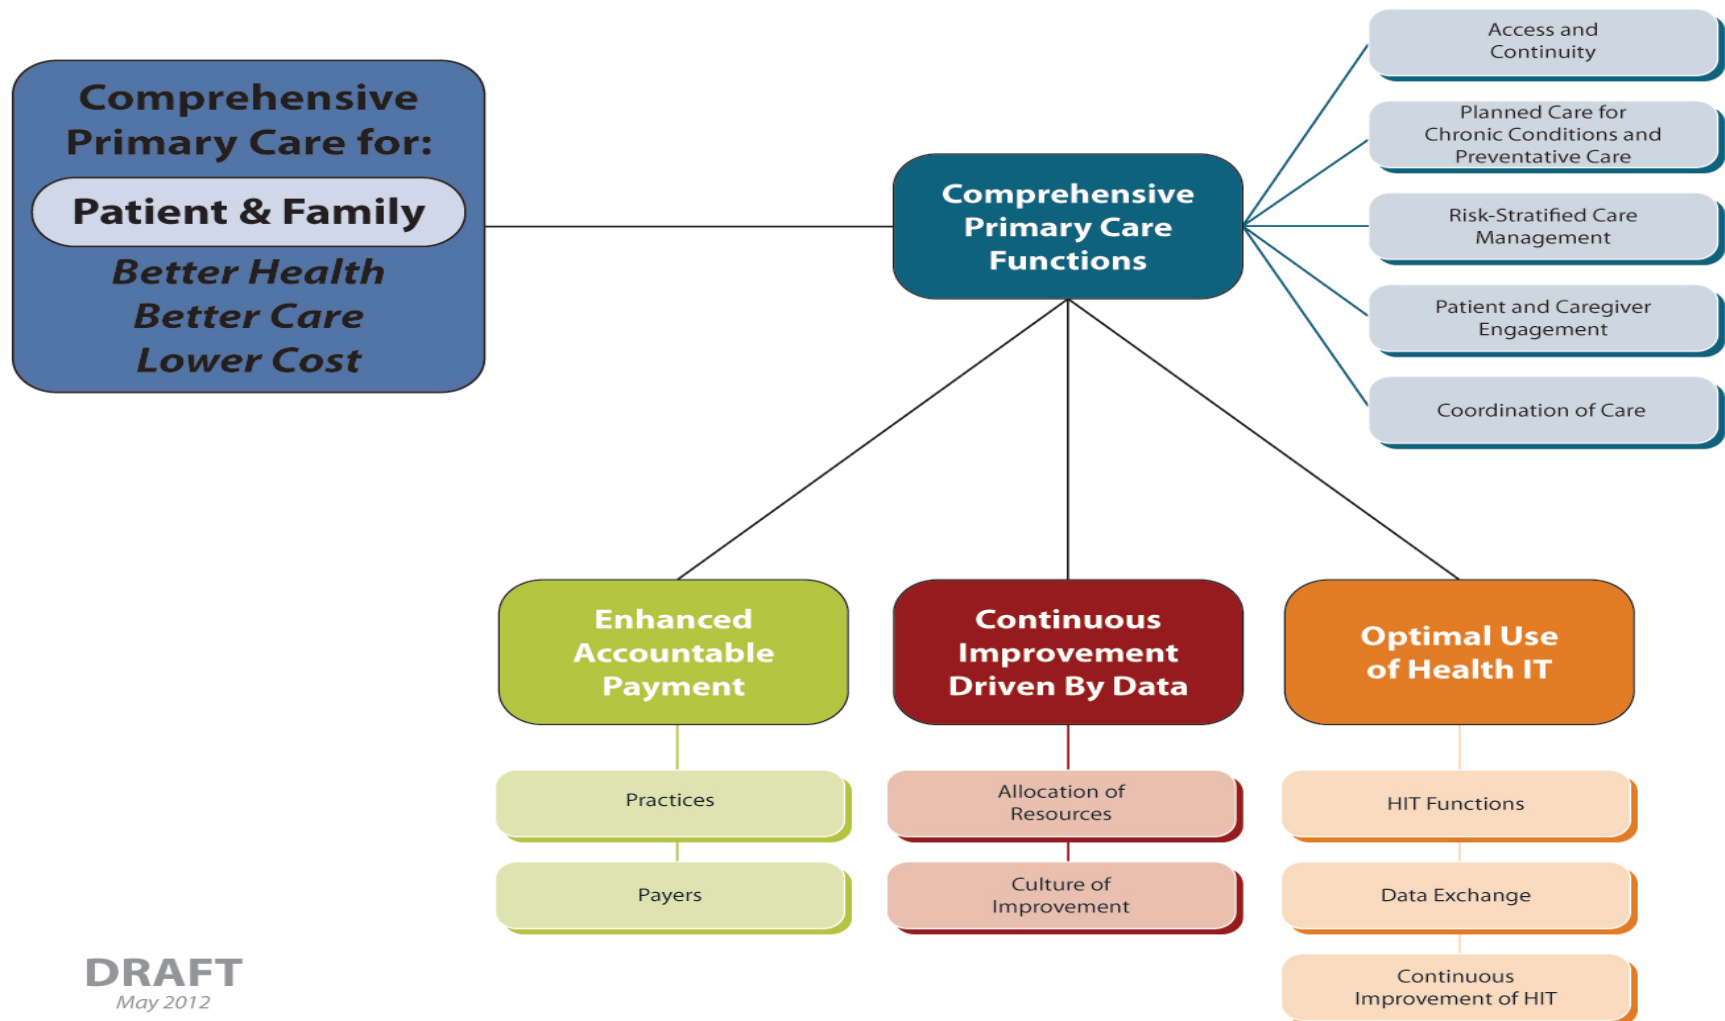 Comprehensive
Primary Care for:
Patient & Family
Better Health
Better Care
Lower Cost
Comprehensive
Primary Care
Functions
Access and
Continuity
Planned Care for
Chronic Conditions and
Preventative Care
Risk-Stratified Care
Management
Patient and Caregiver
Engagement
Coordination of Care
Enhanced
Accountable
Payment
Practices
Payers
Continuous
Improvement
Driven By Data
Allocation of
Resources
Culture of
Improvement
Optimal Use
of Health IT
HIT Functions
Data Exchange
Continuous
Improvement of HIT
DRAFT
May 2012